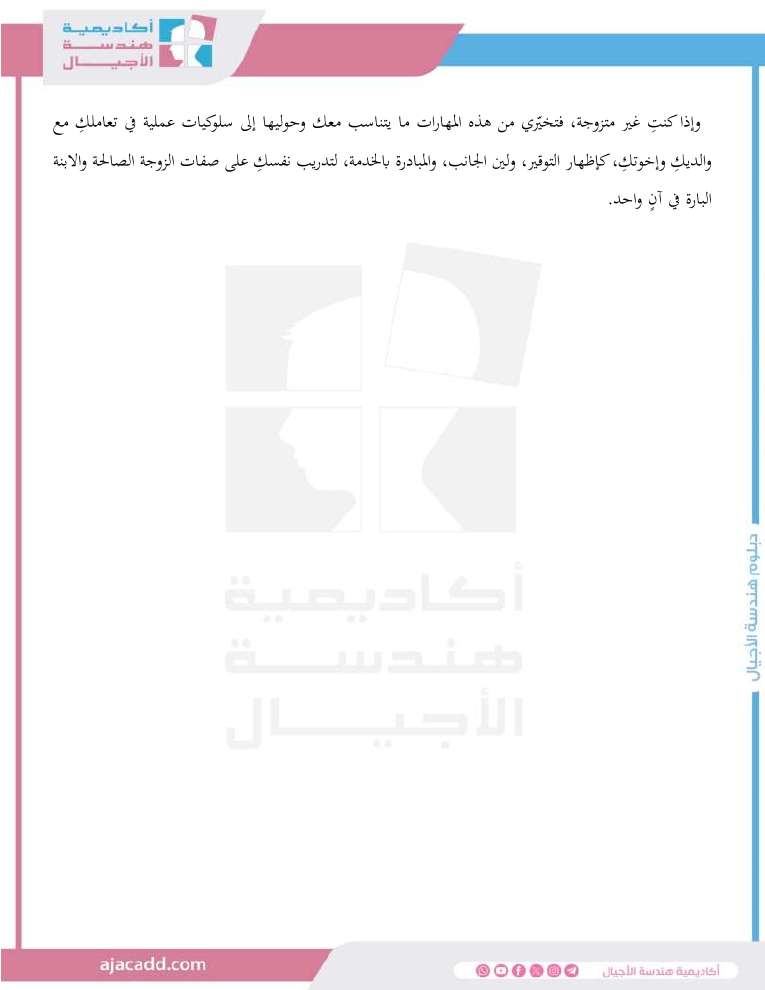 أكاديمية
هندسة
الأجيال
وإذا كنتِ غير متزوجة، فتخيّري من هذه المهارات ما يتناسب معك وحوليها إلى سلوكيات عملية في تعاملكِ مع
والديكِ وإخوتكِ، كإظهار التوقير، ولين الجانب، والمبادرة بالخدمة، لتدريب نفسكِ على صفات الزوجة الصالحة والابنة
البارة في آنٍ واحد.
أكاديمية
هندسة
الأجيال
دبلوم هندسة الأجيال
ajacadd.com
أكاديمية هندسة الأجيال